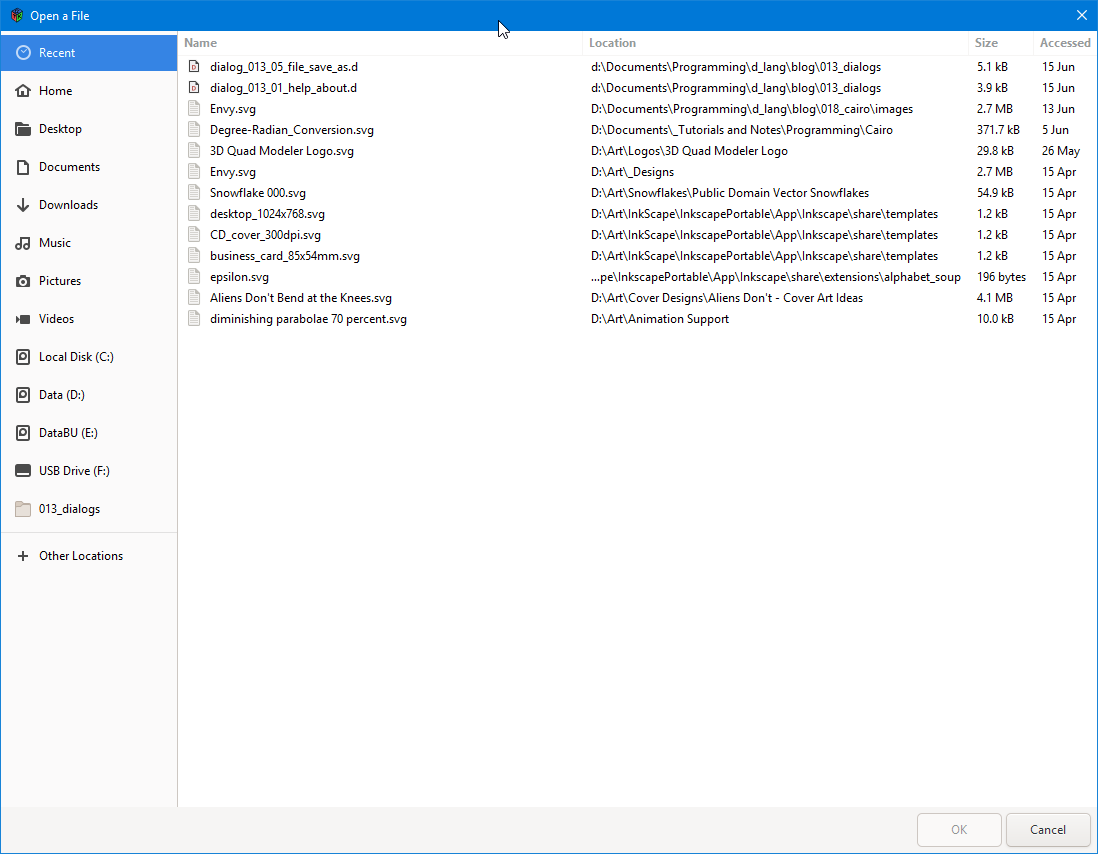 Open a File
Recent
Home
Desktop
Documents
Downloads
Music
Pictures
Videos
Local Disk (C:)
Data (D:)
DataBU (E:)
USB Drive (F:)
013_dialogs
Other Locations
Name Location Size Accessed
dialog_013_05_file_save_as.d d:\Documents\Programming\d_lang\blog\013_dialogs 5.1 kB 15 Jun
dialog_013_01_help_about.d d:\Documents\Programming\d_lang\blog\013_dialogs 3.9 kB 15 Jun
Envy.svg D:\Documents\Programming\d_lang\blog\018_cairo\images 2.7 MB 13 Jun
Degree-Radian_Conversion.svg D:\Documents\_Tutorials and Notes\Programming\Cairo 371.7 kB 5 Jun
3D Quad Modeler Logo.svg D:\Art\Logos\3D Quad Modeler Logo 29.8 kB 26 May
Envy.svg D:\Art\_Designs 2.7 MB 15 Apr
Snowflake 000.svg D:\Art\Snowflakes\Public Domain Vector Snowflakes 54.9 kB 15 Apr
desktop_1024x768.svg D:\Art\InkScape\InkscapePortable\App\Inkscape\share\templates 1.2 kB 15 Apr
CD_cover_300dpi.svg D:\Art\InkScape\InkscapePortable\App\Inkscape\share\templates 1.2 kB 15 Apr
business_card_85x54mm.svg D:\Art\InkScape\InkscapePortable\App\Inkscape\share\templates 1.2 kB 15 Apr
epsilon.svg ...pe\InkscapePortable\App\Inkscape\share\extensions\alphabet_soup 196 bytes 15 Apr
Aliens Don't Bend at the Knees.svg D:\Art\Cover Designs\Aliens Don't - Cover Art Ideas 4.1 MB 15 Apr
diminishing parabolae 70 percent.svg D:\Art\Animation Support 10.0 kB 15 Apr
OK Cancel